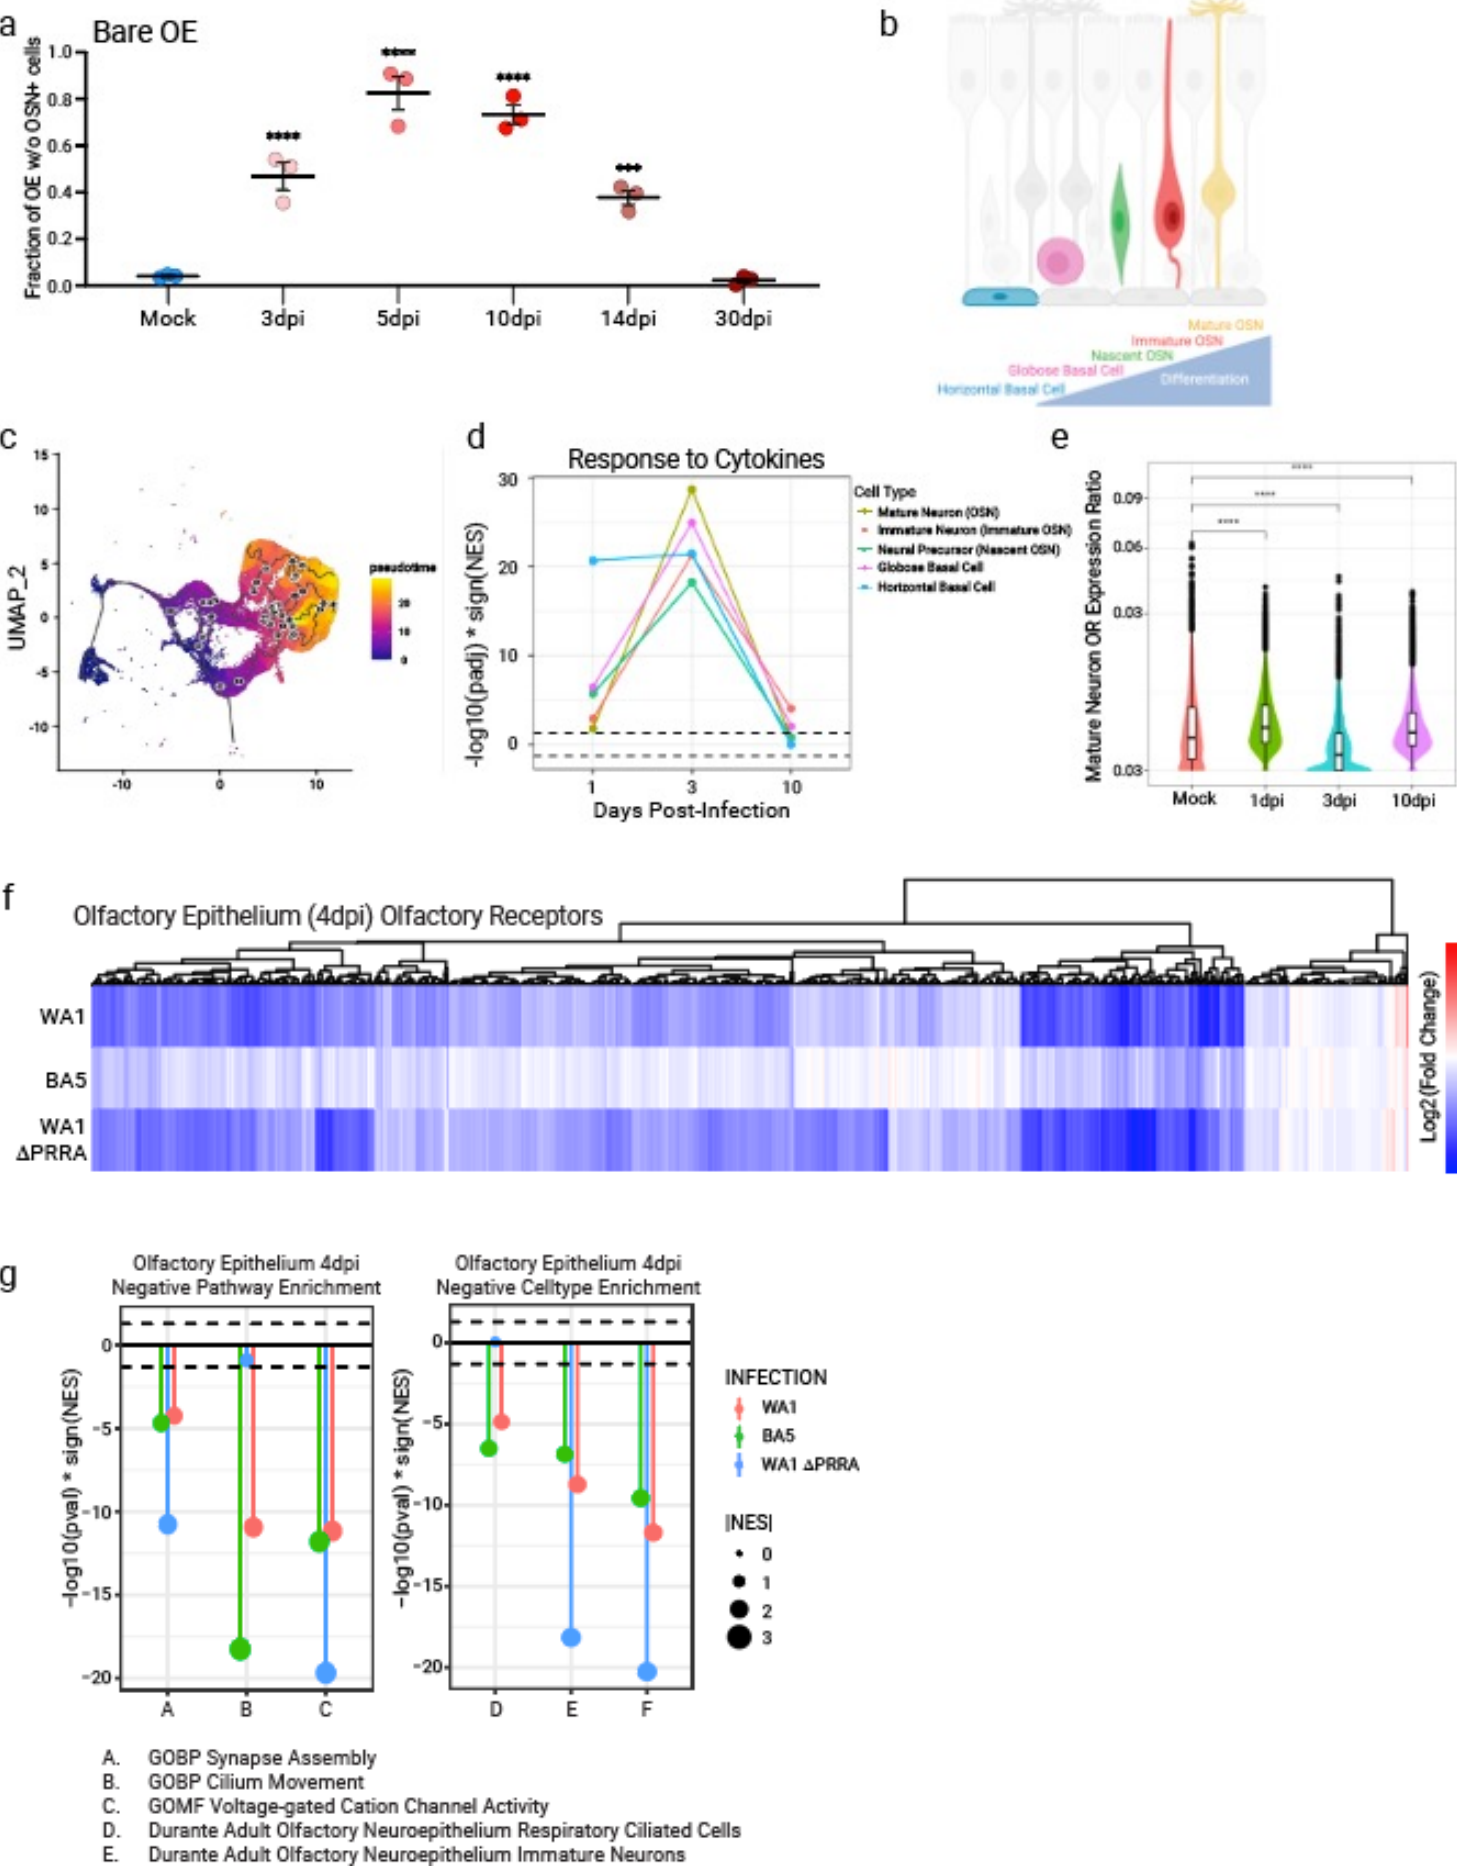 a
Bare OE
Fraction of OE w/o OSN+ cells
1.0
0.8
0.6
0.4
0.2
0.0
****
****
****
***
Mock
3dpi
5dpi
10dpi
14dpi
30dpi
b
Mature OSN
Immature OSN
Nascent OSN
Globose Basal Cell
Horizontal Basal Cell
Differentiation
c
UMAP_2
15
10
5
0
-5
-10
-10
0
10
pseudotime
20
10
0
d
Response to Cytokines
-log10(padj) * sign(NES)
30
20
10
0
1
3
10
Days Post-Infection
Cell Type
Mature Neuron (OSN)
Immature Neuron (Immature OSN)
Neural Precursor (Nascent OSN)
Globose Basal Cell
Horizontal Basal Cell
e
Mature Neuron OR Expression Ratio
0.09
0.06
0.03
0.03
****
****
****
Mock
1dpi
3dpi
10dpi
f
Olfactory Epithelium (4dpi) Olfactory Receptors
WA1
BA5
WA1
ΔPRRA
Log2(Fold Change)
g
Olfactory Epithelium 4dpi
Negative Pathway Enrichment
−log10(pval) * sign(NES)
0
−5
−10
−15
−20
A
B
C
Olfactory Epithelium 4dpi
Negative Celltype Enrichment
−log10(pval) * sign(NES)
0
−5
−10
−15
−20
D
E
F
INFECTION
WA1
BA5
WA1 ΔPRRA
|NES|
0
1
2
3
A. GOBP Synapse Assembly
B. GOBP Cilium Movement
C. GOMF Voltage-gated Cation Channel Activity
D. Durante Adult Olfactory Neuroepithelium Respiratory Ciliated Cells
E. Durante Adult Olfactory Neuroepithelium Immature Neurons